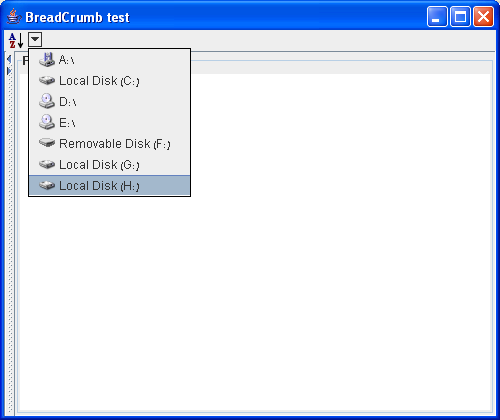 BreadCrumb test
A
Z
F
A:\
Local Disk (C:)
D:\
E:\
Removable Disk (F:)
Local Disk (G:)
Local Disk (H:)